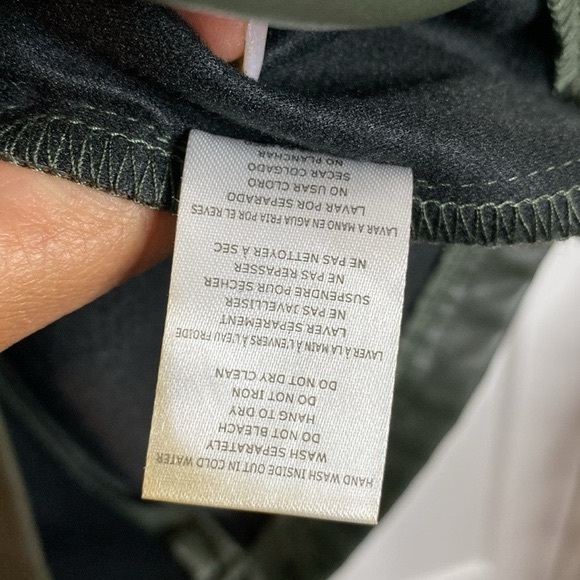 HAND WASH INSIDE OUT IN COLD WATER
WASH SEPARATELY
DO NOT BLEACH
HANG TO DRY
DO NOT IRON
DO NOT DRY CLEAN
LAVER À LA MAIN À L'ENVERS À L'EAU FROIDE
LAVER SEPAREMENT
NE PAS JAVELLISER
SUSPENDRE POUR SÉCHER
NE PAS REPASSER
NE PAS NETTOYER À SEC
LAVAR A MANO EN AGUA FRIA POR EL REVES
LAVAR POR SEPARADO
NO USAR CLORO
SECAR COLGADO
NO PLANCHAR